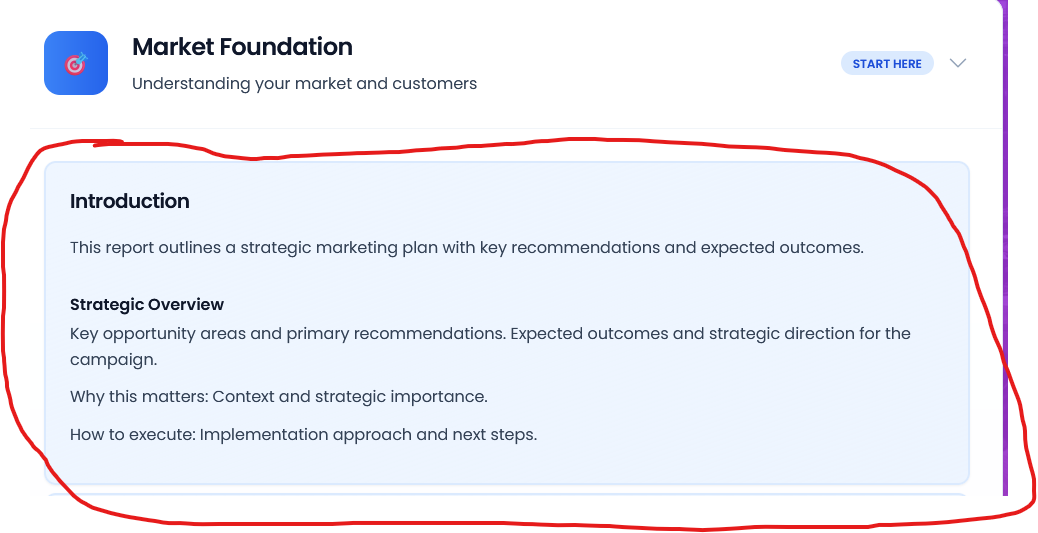 Market Foundation
Understanding your market and customers
START HERE
Introduction
This report outlines a strategic marketing plan with key recommendations and expected outcomes.
Strategic Overview
Key opportunity areas and primary recommendations. Expected outcomes and strategic direction for the
campaign.
Why this matters: Context and strategic importance.
How to execute: Implementation approach and next steps.